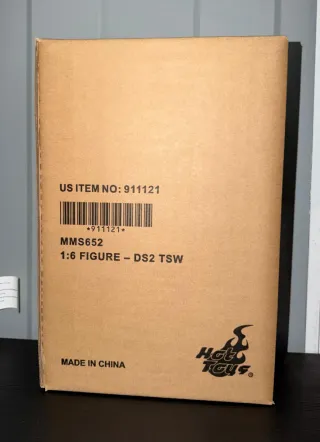 US ITEM NO: 911121
*911121*
MMS652
1:6 FIGURE – DS2 TSW
MADE IN CHINA
Hot
Toys®